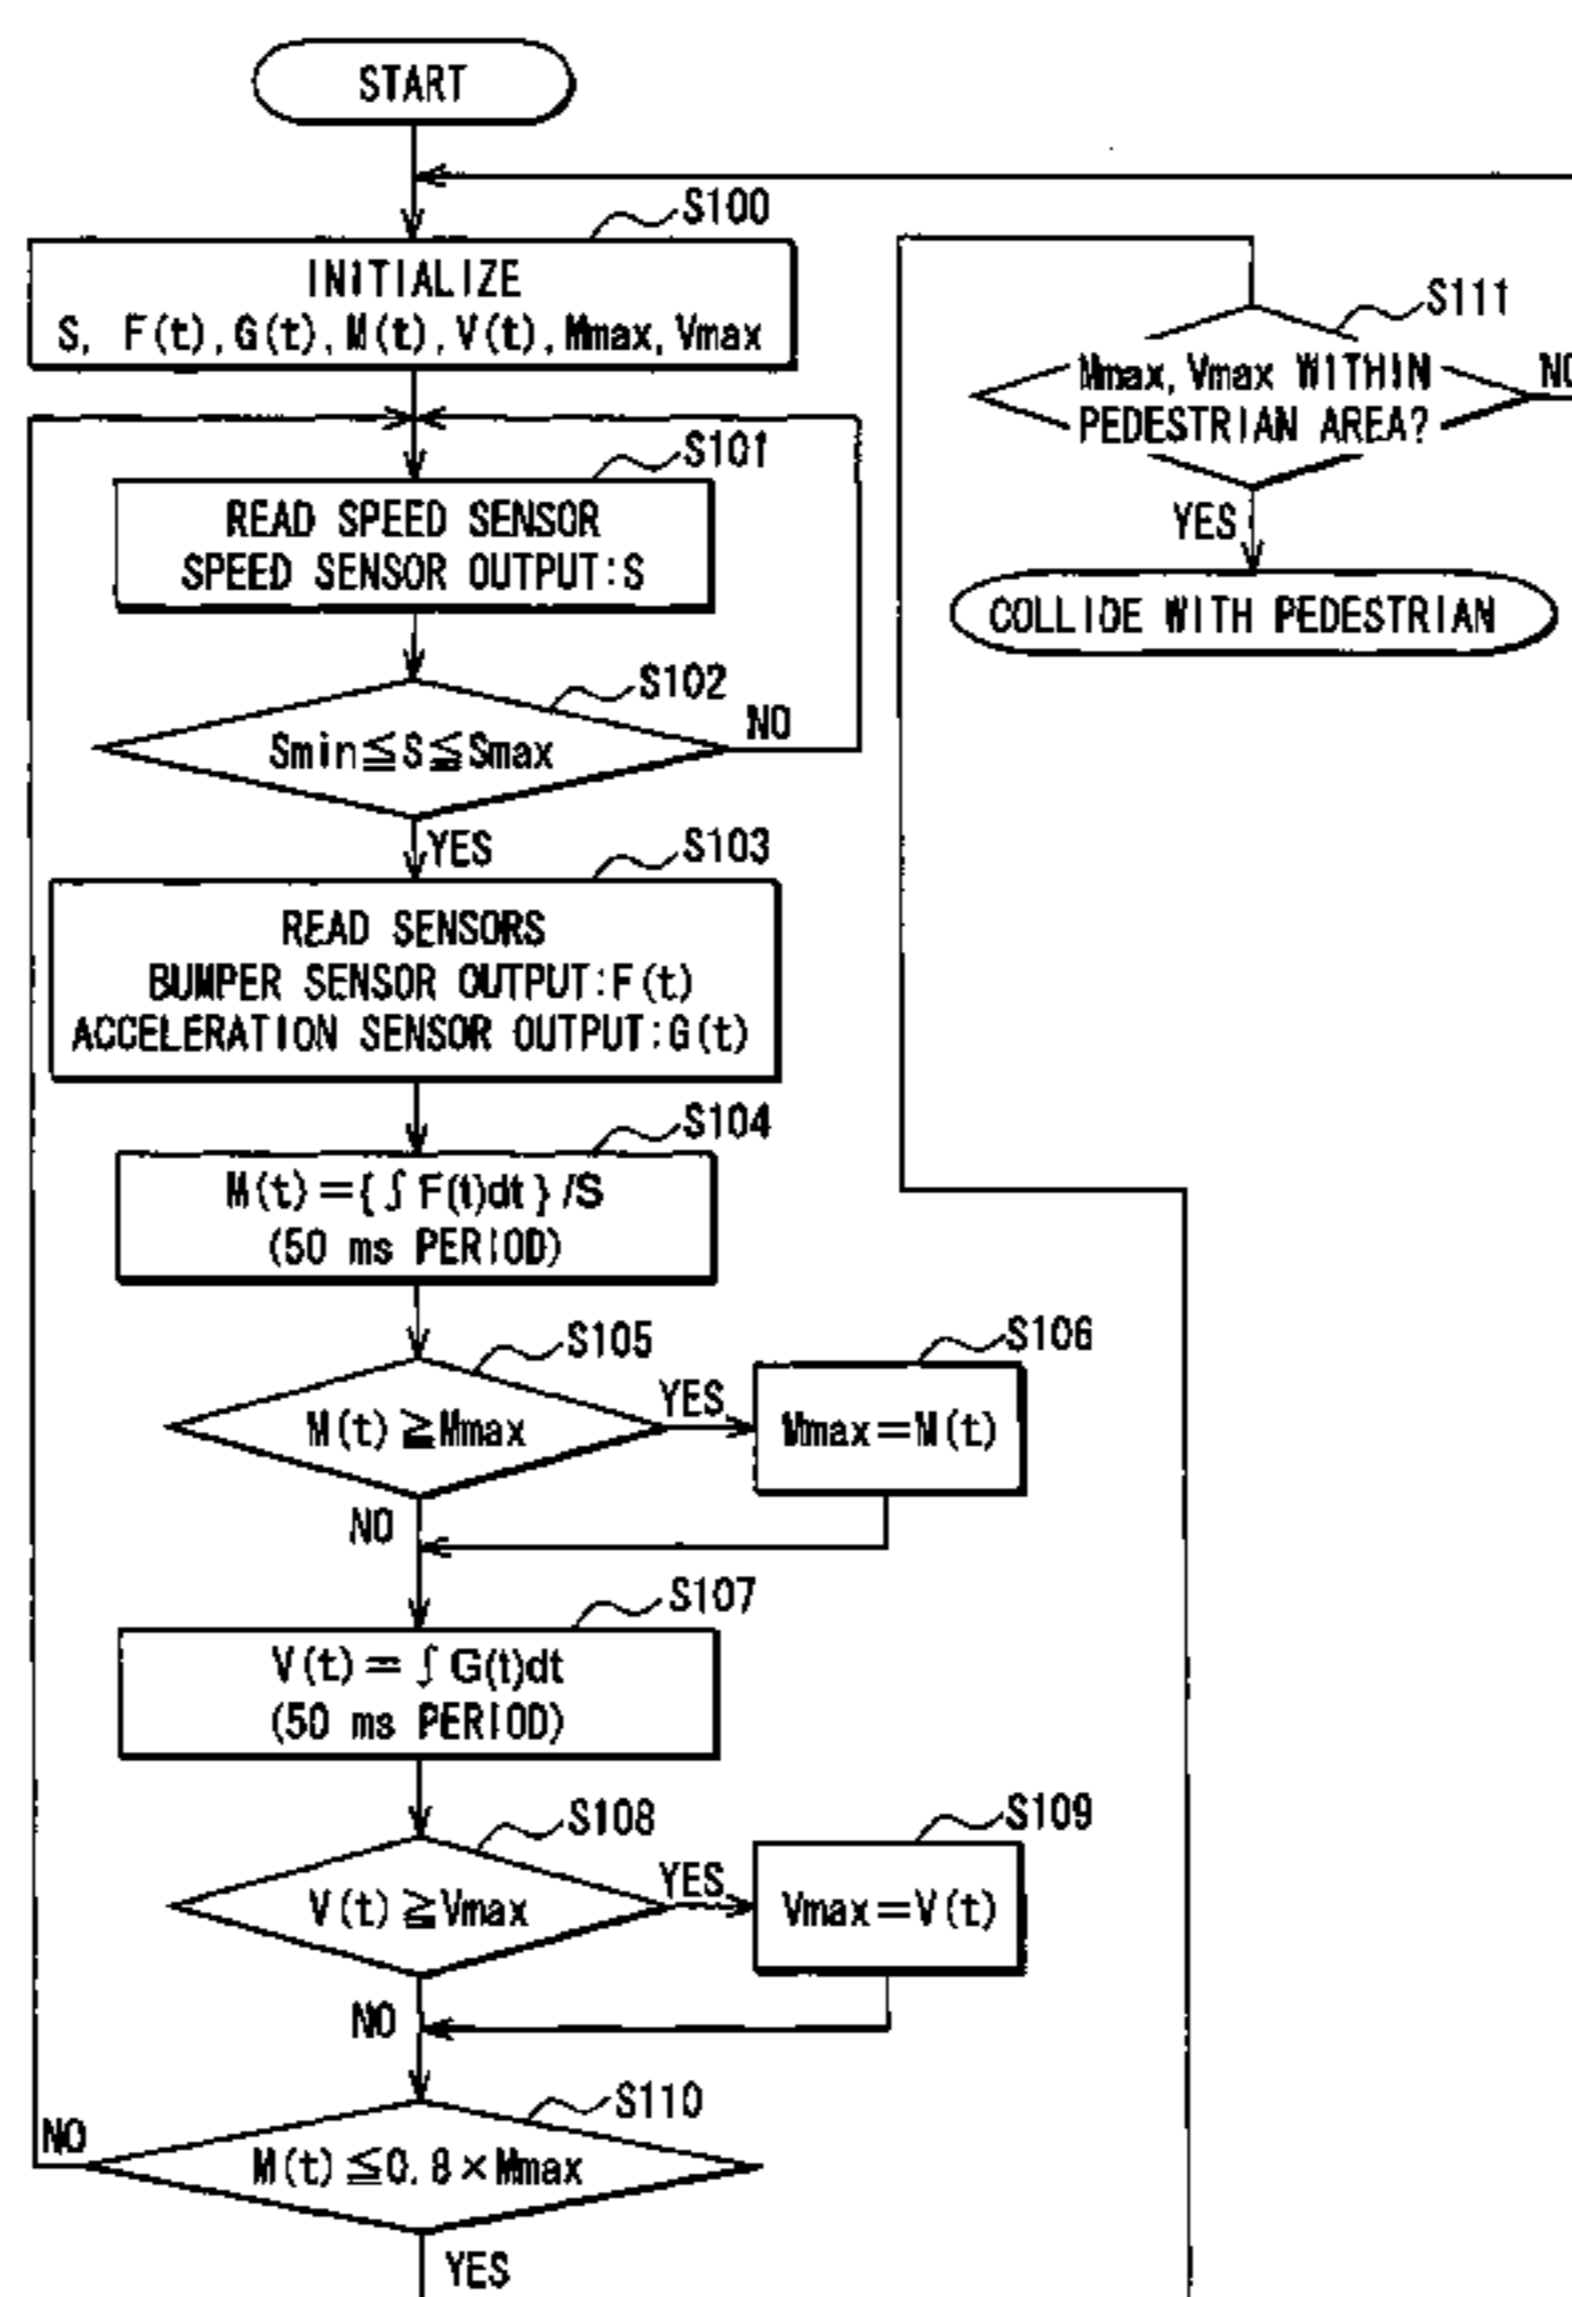 START
S100
INITIALIZE
S, F(t), G(t), M(t), V(t), Mmax, Vmax
S101
READ SPEED SENSOR
SPEED SENSOR OUTPUT:S
S102
Smin≦S≦Smax
NO
YES
S103
READ SENSORS
BUMPER SENSOR OUTPUT:F(t)
ACCELERATION SENSOR OUTPUT:G(t)
S104
M(t)={∫F(t)dt}/S
(50 ms PERIOD)
S105
M(t)≧Mmax
YES
S106
Mmax=M(t)
NO
S107
V(t)=∫G(t)dt
(50 ms PERIOD)
S108
V(t)≧Vmax
YES
S109
Vmax=V(t)
NO
S110
M(t)≦0.8×Mmax
NO
YES
S111
Mmax, Vmax WITHIN
PEDESTRIAN AREA?
NO
YES
COLLIDE WITH PEDESTRIAN